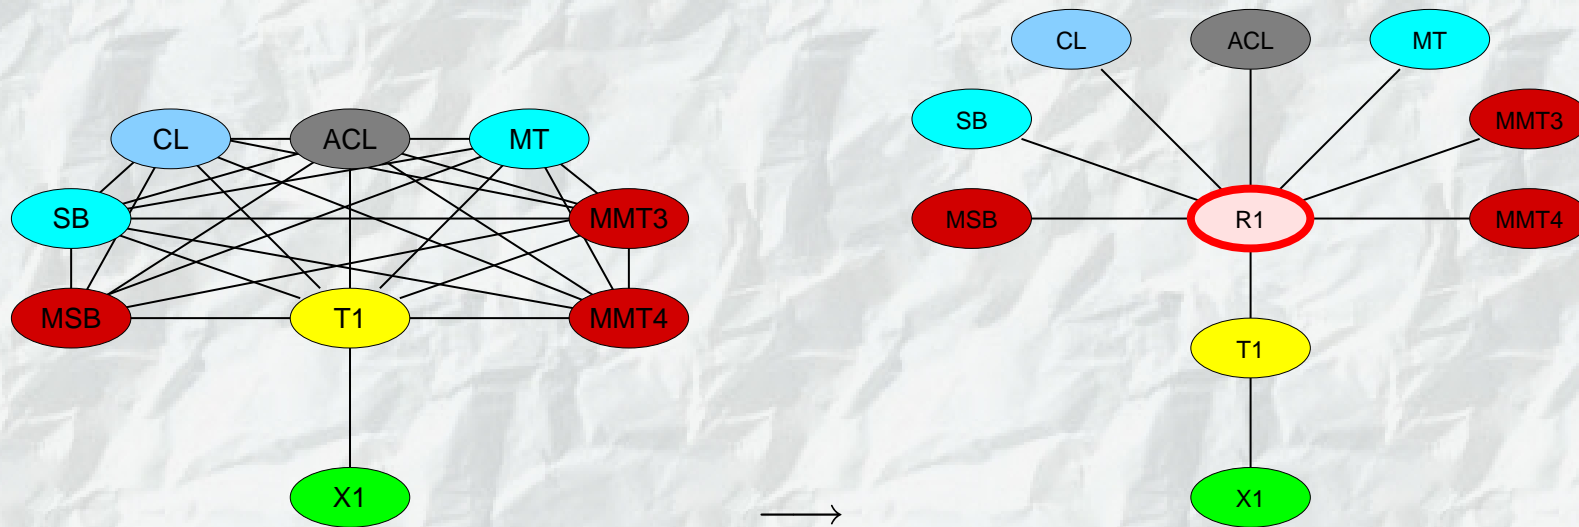 CL ACL MT
SB MMT3
MSB T1 MMT4
X1
⟶
CL ACL MT
SB MMT3
MSB R1 MMT4
T1
X1